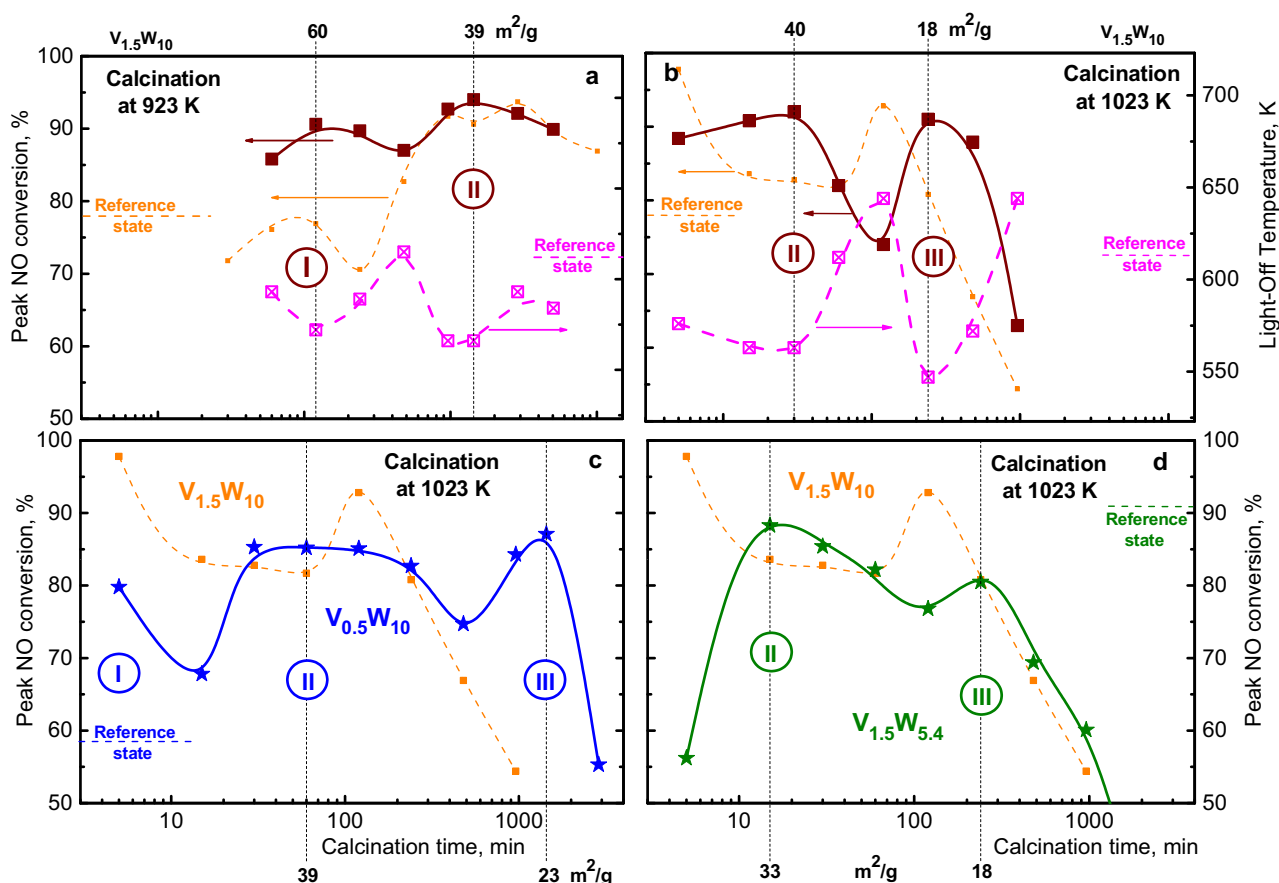 60 39 m²/g
V₁.₅W₁₀
40 18 m²/g
V₁.₅W₁₀
100
90
80
70
60
50
Peak NO conversion, %
Calcination
at 923 K
a
Reference
state
I
II
Reference
state
b
Calcination
at 1023 K
Reference
state
II
III
Reference
state
700
650
600
550
Light-Off Temperature, K
100
90
80
70
60
50
Peak NO conversion, %
Calcination
at 1023 K
c
V₁.₅W₁₀
V₀.₅W₁₀
I
II
III
Reference
state
10 100 1000
Calcination time, min
39 23 m²/g
Calcination
at 1023 K
d
V₁.₅W₁₀
Reference
state
II
III
V₁.₅W₅.₄
100
90
80
70
60
50
Peak NO conversion, %
10 100 1000
Calcination time, min
33 m²/g 18